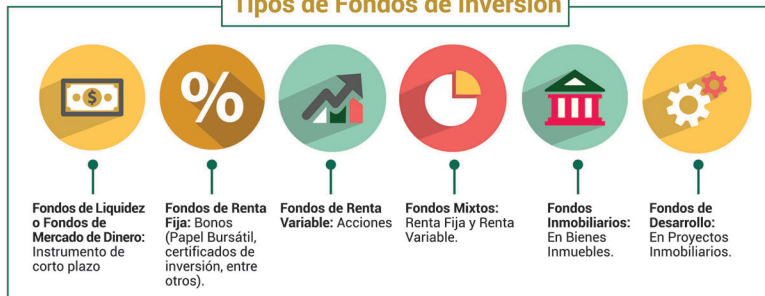 Tipos de Fondos de Inversión
$
%
Fondos de Liquidez
o Fondos de
Mercado de Dinero:
Instrumento de
corto plazo
Fondos de Renta
Fija: Bonos
(Papel Bursátil,
certificados de
inversión, entre
otros).
Fondos de Renta
Variable: Acciones
Fondos Mixtos:
Renta Fija y Renta
Variable.
Fondos
Inmobiliarios:
En Bienes
Inmuebles.
Fondos de
Desarrollo:
En Proyectos
Inmobiliarios.